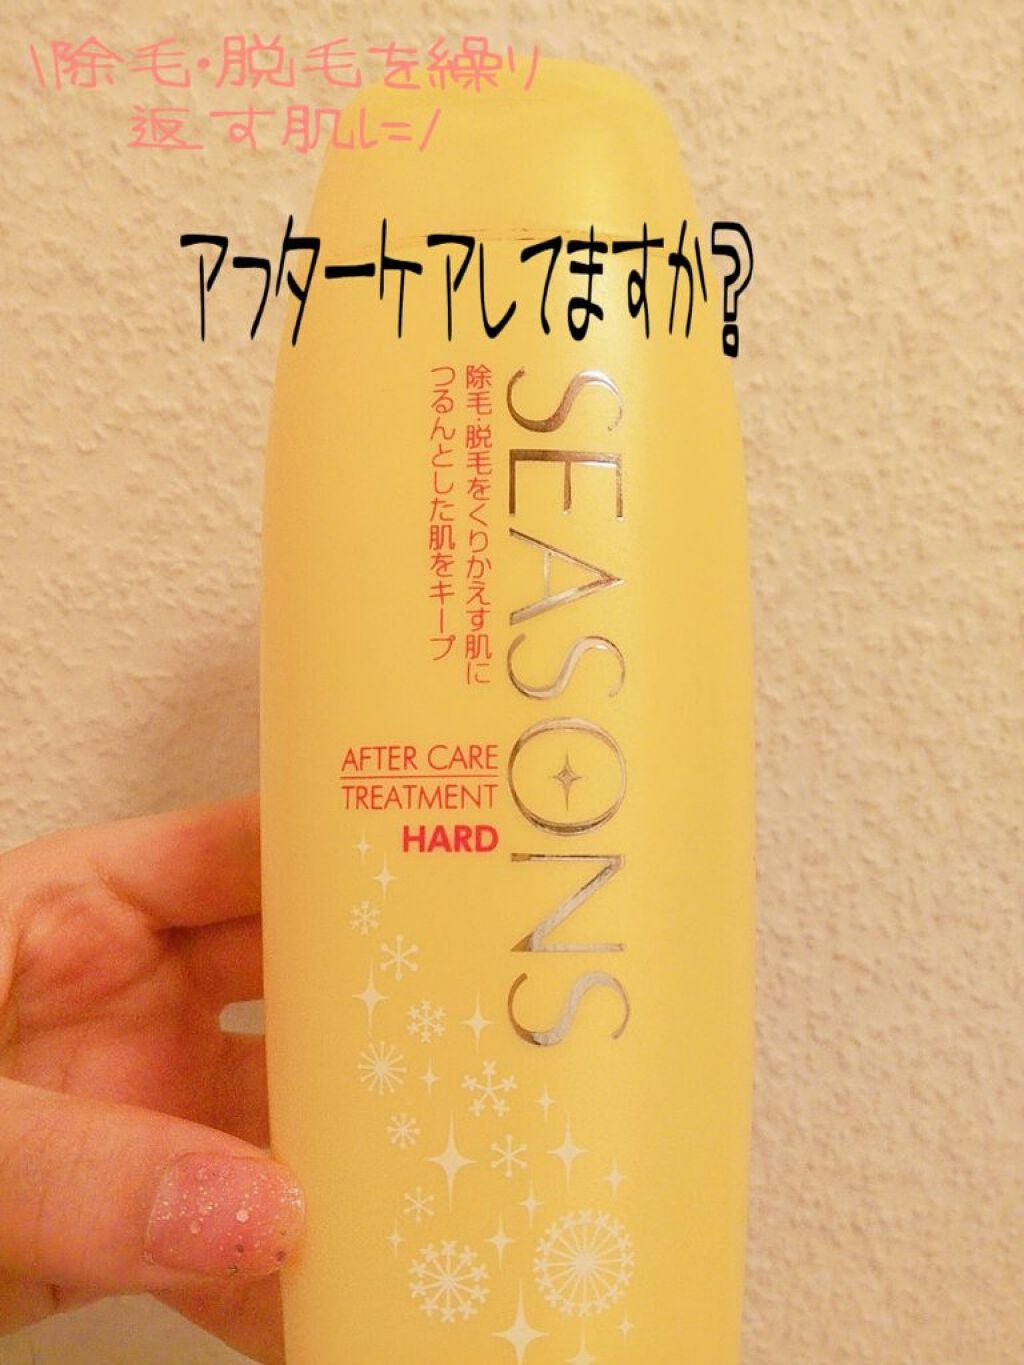 \除毛・脱毛を繰り
返す肌に/
アフターケアしてますか?
SEASONS
除毛・脱毛をくりかえす肌に
つるんとした肌をキープ
AFTER CARE
TREATMENT
HARD